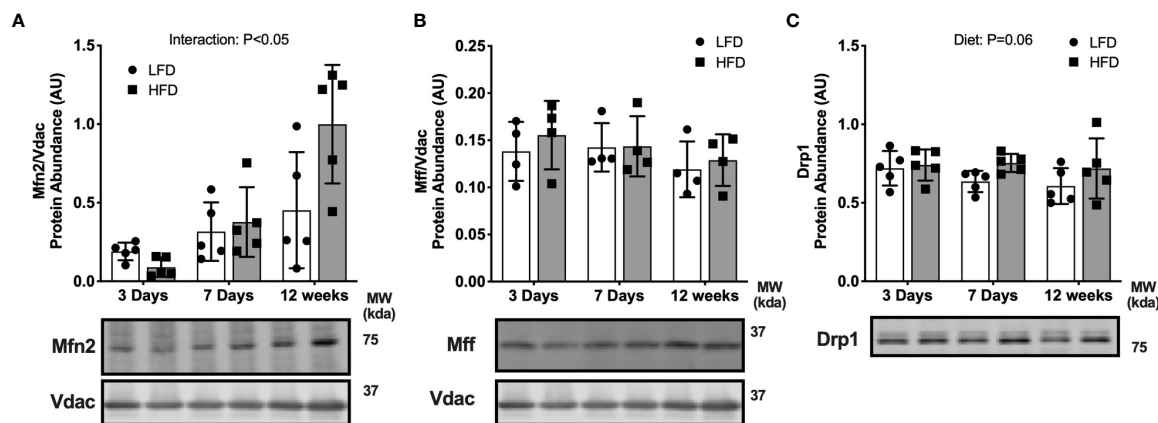 A
Interaction: P<0.05
LFD
HFD
Mfn2/Vdac
Protein Abundance (AU)
1.5
1.0
0.5
0.0
3 Days 7 Days 12 weeks
MW
(kda)
Mfn2
75
Vdac
37
B
LFD
HFD
Mff/Vdac
Protein Abundance (AU)
0.25
0.20
0.15
0.10
0.05
0.00
3 Days 7 Days 12 weeks
MW
(kda)
Mff
37
Vdac
37
C
Diet: P=0.06
LFD
HFD
Drp1
Protein Abundance (AU)
1.5
1.0
0.5
0.0
3 Days 7 Days 12 weeks
MW
(kda)
Drp1
75